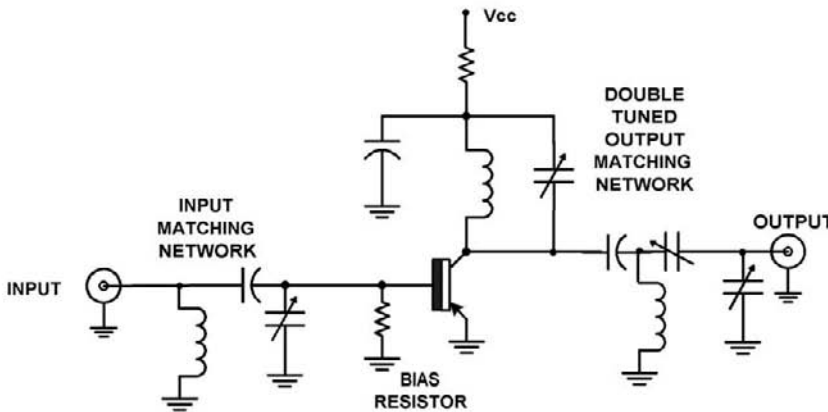 Vcc
DOUBLE
TUNED
OUTPUT
MATCHING
NETWORK
INPUT
MATCHING
NETWORK
OUTPUT
INPUT
BIAS
RESISTOR